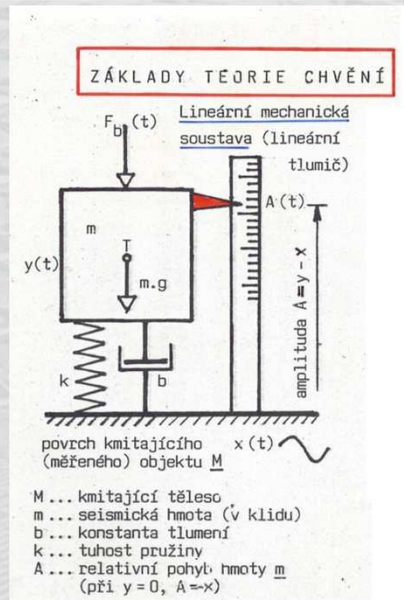 ZÁKLADY TEORIE CHVĚNÍ
Lineární mechanická
soustava (lineární
tlumič)
F_b (t)
A (t)
m
T
y(t)
m.g
amplituda A = y - x
k
b
povrch kmitajícího
(měřeného) objektu M
x (t)
M ... kmitající těleso
m ... seismická hmota (v klidu)
b ... konstanta tlumení
k ... tuhost pružiny
A ... relativní pohyb hmoty m
(při y = 0, A =-x)